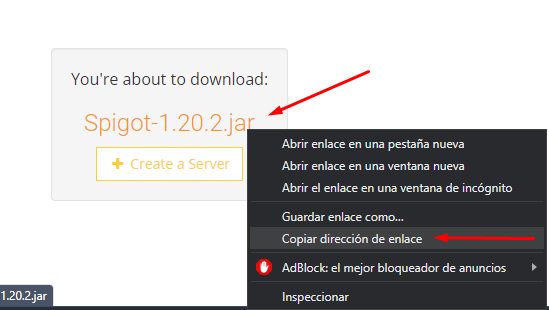 You're about to download:
Spigot-1.20.2.jar
+ Create a Server
Abrir enlace en una pestaña nueva
Abrir enlace en una ventana nueva
Abrir el enlace en una ventana de incógnito
Guardar enlace como...
Copiar dirección de enlace
AdBlock: el mejor bloqueador de anuncios
Inspeccionar
1.20.2.jar